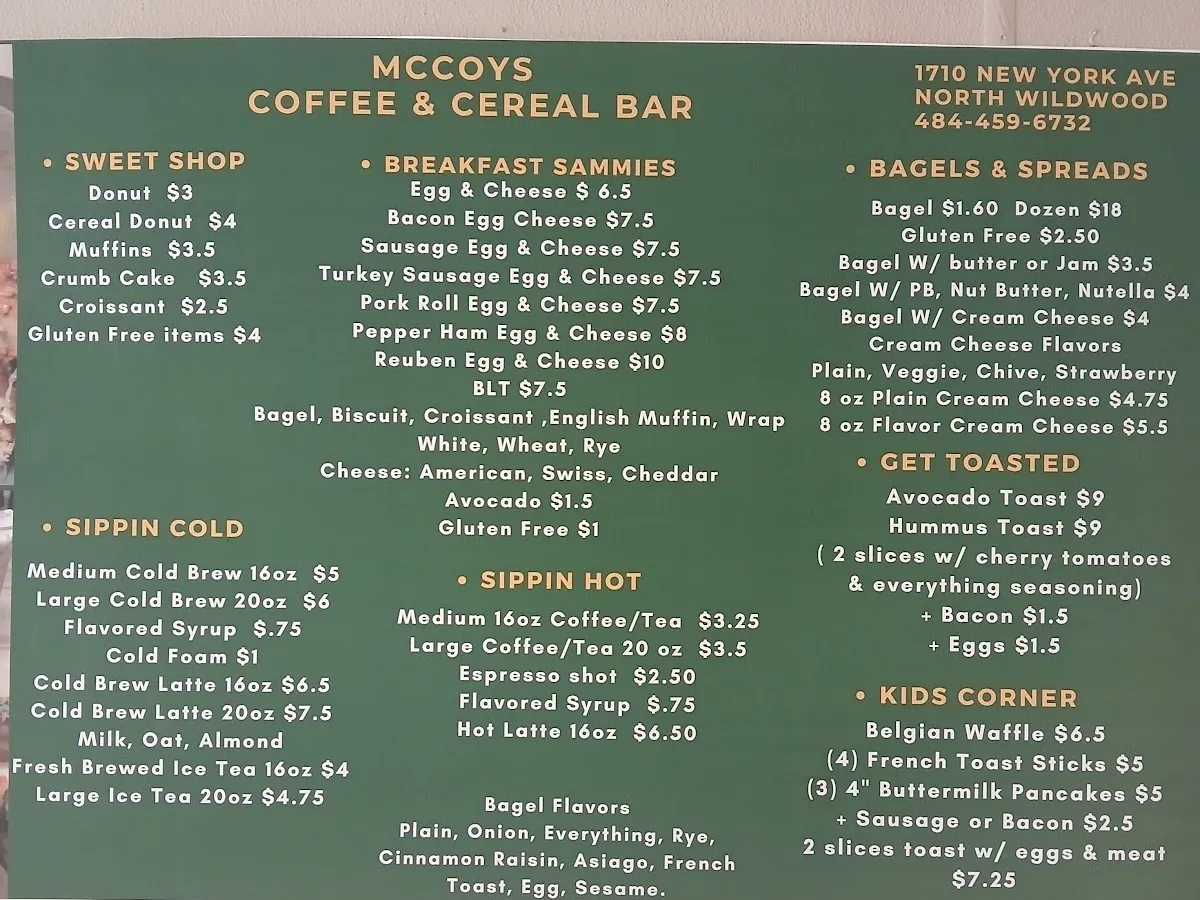 MCCOYS
COFFEE & CEREAL BAR
1710 NEW YORK AVE
NORTH WILDWOOD
484-459-6732
• SWEET SHOP
Donut $3
Cereal Donut $4
Muffins $3.5
Crumb Cake $3.5
Croissant $2.5
Gluten Free items $4
• SIPPIN COLD
Medium Cold Brew 16oz $5
Large Cold Brew 20oz $6
Flavored Syrup $.75
Cold Foam $1
Cold Brew Latte 16oz $6.5
Cold Brew Latte 20oz $7.5
Milk, Oat, Almond
Fresh Brewed Ice Tea 16oz $4
Large Ice Tea 20oz $4.75
• BREAKFAST SAMMIES
Egg & Cheese $ 6.5
Bacon Egg Cheese $7.5
Sausage Egg & Cheese $7.5
Turkey Sausage Egg & Cheese $7.5
Pork Roll Egg & Cheese $7.5
Pepper Ham Egg & Cheese $8
Reuben Egg & Cheese $10
BLT $7.5
Bagel, Biscuit, Croissant ,English Muffin, Wrap
White, Wheat, Rye
Cheese: American, Swiss, Cheddar
Avocado $1.5
Gluten Free $1
• SIPPIN HOT
Medium 16oz Coffee/Tea $3.25
Large Coffee/Tea 20 oz $3.5
Espresso shot $2.50
Flavored Syrup $.75
Hot Latte 16oz $6.50
Bagel Flavors
Plain, Onion, Everything, Rye,
Cinnamon Raisin, Asiago, French
Toast, Egg, Sesame.
• BAGELS & SPREADS
Bagel $1.60 Dozen $18
Gluten Free $2.50
Bagel W/ butter or Jam $3.5
Bagel W/ PB, Nut Butter, Nutella $4
Bagel W/ Cream Cheese $4
Cream Cheese Flavors
Plain, Veggie, Chive, Strawberry
8 oz Plain Cream Cheese $4.75
8 oz Flavor Cream Cheese $5.5
• GET TOASTED
Avocado Toast $9
Hummus Toast $9
( 2 slices w/ cherry tomatoes
& everything seasoning)
+ Bacon $1.5
+ Eggs $1.5
• KIDS CORNER
Belgian Waffle $6.5
(4) French Toast Sticks $5
(3) 4" Buttermilk Pancakes $5
+ Sausage or Bacon $2.5
2 slices toast w/ eggs & meat
$7.25